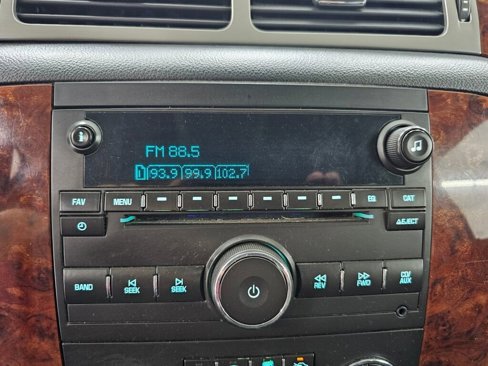 FM 88.5
1 93.9 99.9 102.7
FAV MENU EQ CAT
EJECT
BAND SEEK SEEK REV FWD CD/AUX